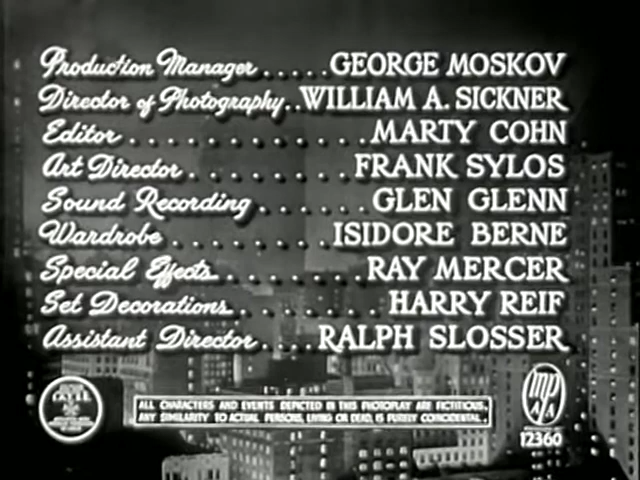 Production Manager.....GEORGE MOSKOV
Director of Photography..WILLIAM A. SICKNER
Editor............MARTY COHN
Art Director.........FRANK SYLOS
Sound Recording......GLEN GLENN
Wardrobe.........ISIDORE BERNE
Special Effects.......RAY MERCER
Set Decorations........HARRY REIF
Assistant Director....RALPH SLOSSER
ALL CHARACTERS AND EVENTS DEPICTED IN THIS PHOTOPLAY ARE FICTITIOUS.
ANY SIMILARITY TO ACTUAL PERSONS, LIVING OR DEAD, IS PURELY COINCIDENTAL.
12360